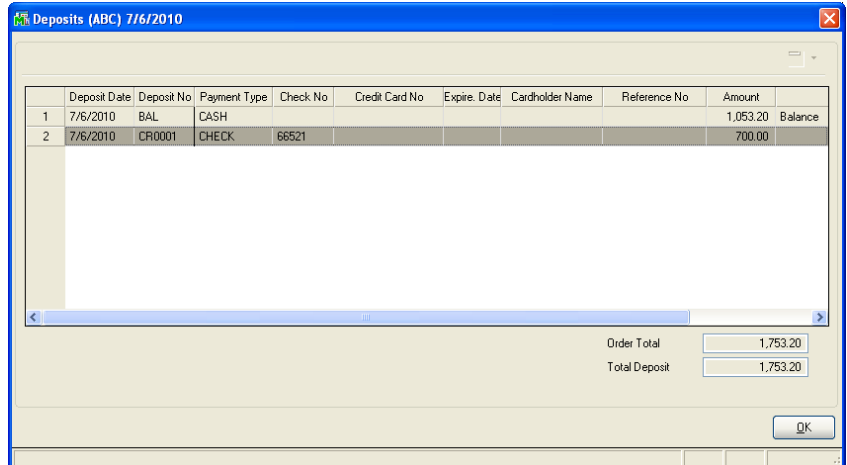 Deposits (ABC) 7/6/2010
Deposit Date Deposit No Payment Type Check No Credit Card No Expire. Date Cardholder Name Reference No Amount
1 7/6/2010 BAL CASH 1,053.20 Balance
2 7/6/2010 CR0001 CHECK 66521 700.00
Order Total 1,753.20
Total Deposit 1,753.20
OK